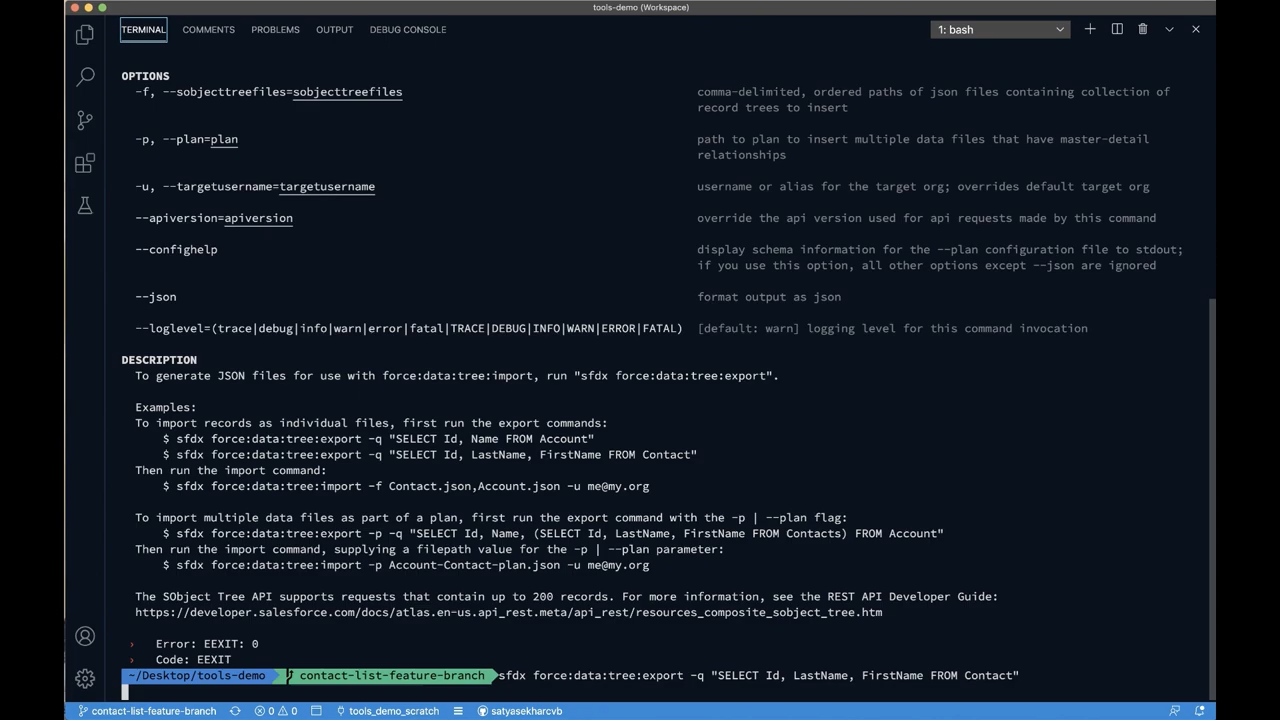 tools-demo (Workspace)
TERMINAL COMMENTS PROBLEMS OUTPUT DEBUG CONSOLE 1: bash
OPTIONS
-f, --sobjecttreefiles=sobjecttreefiles comma-delimited, ordered paths of json files containing collection of
record trees to insert
-p, --plan=plan path to plan to insert multiple data files that have master-detail
relationships
-u, --targetusername=targetusername username or alias for the target org; overrides default target org
--apiversion=apiversion override the api version used for api requests made by this command
--confighelp display schema information for the --plan configuration file to stdout;
if you use this option, all other options except --json are ignored
--json format output as json
--loglevel=(trace|debug|info|warn|error|fatal|TRACE|DEBUG|INFO|WARN|ERROR|FATAL) [default: warn] logging level for this command invocation
DESCRIPTION
To generate JSON files for use with force:data:tree:import, run "sfdx force:data:tree:export".
Examples:
To import records as individual files, first run the export commands:
$ sfdx force:data:tree:export -q "SELECT Id, Name FROM Account"
$ sfdx force:data:tree:export -q "SELECT Id, LastName, FirstName FROM Contact"
Then run the import command:
$ sfdx force:data:tree:import -f Contact.json,Account.json -u me@my.org
To import multiple data files as part of a plan, first run the export command with the -p | --plan flag:
$ sfdx force:data:tree:export -p -q "SELECT Id, Name, (SELECT Id, LastName, FirstName FROM Contacts) FROM Account"
Then run the import command, supplying a filepath value for the -p | --plan parameter:
$ sfdx force:data:tree:import -p Account-Contact-plan.json -u me@my.org
The SObject Tree API supports requests that contain up to 200 records. For more information, see the REST API Developer Guide:
https://developer.salesforce.com/docs/atlas.en-us.api_rest.meta/api_rest/resources_composite_sobject_tree.htm
› Error: EEXIT: 0
› Code: EEXIT
~/Desktop/tools-demo contact-list-feature-branch sfdx force:data:tree:export -q "SELECT Id, LastName, FirstName FROM Contact"
contact-list-feature-branch 0 0 tools_demo_scratch satyasekharcvb